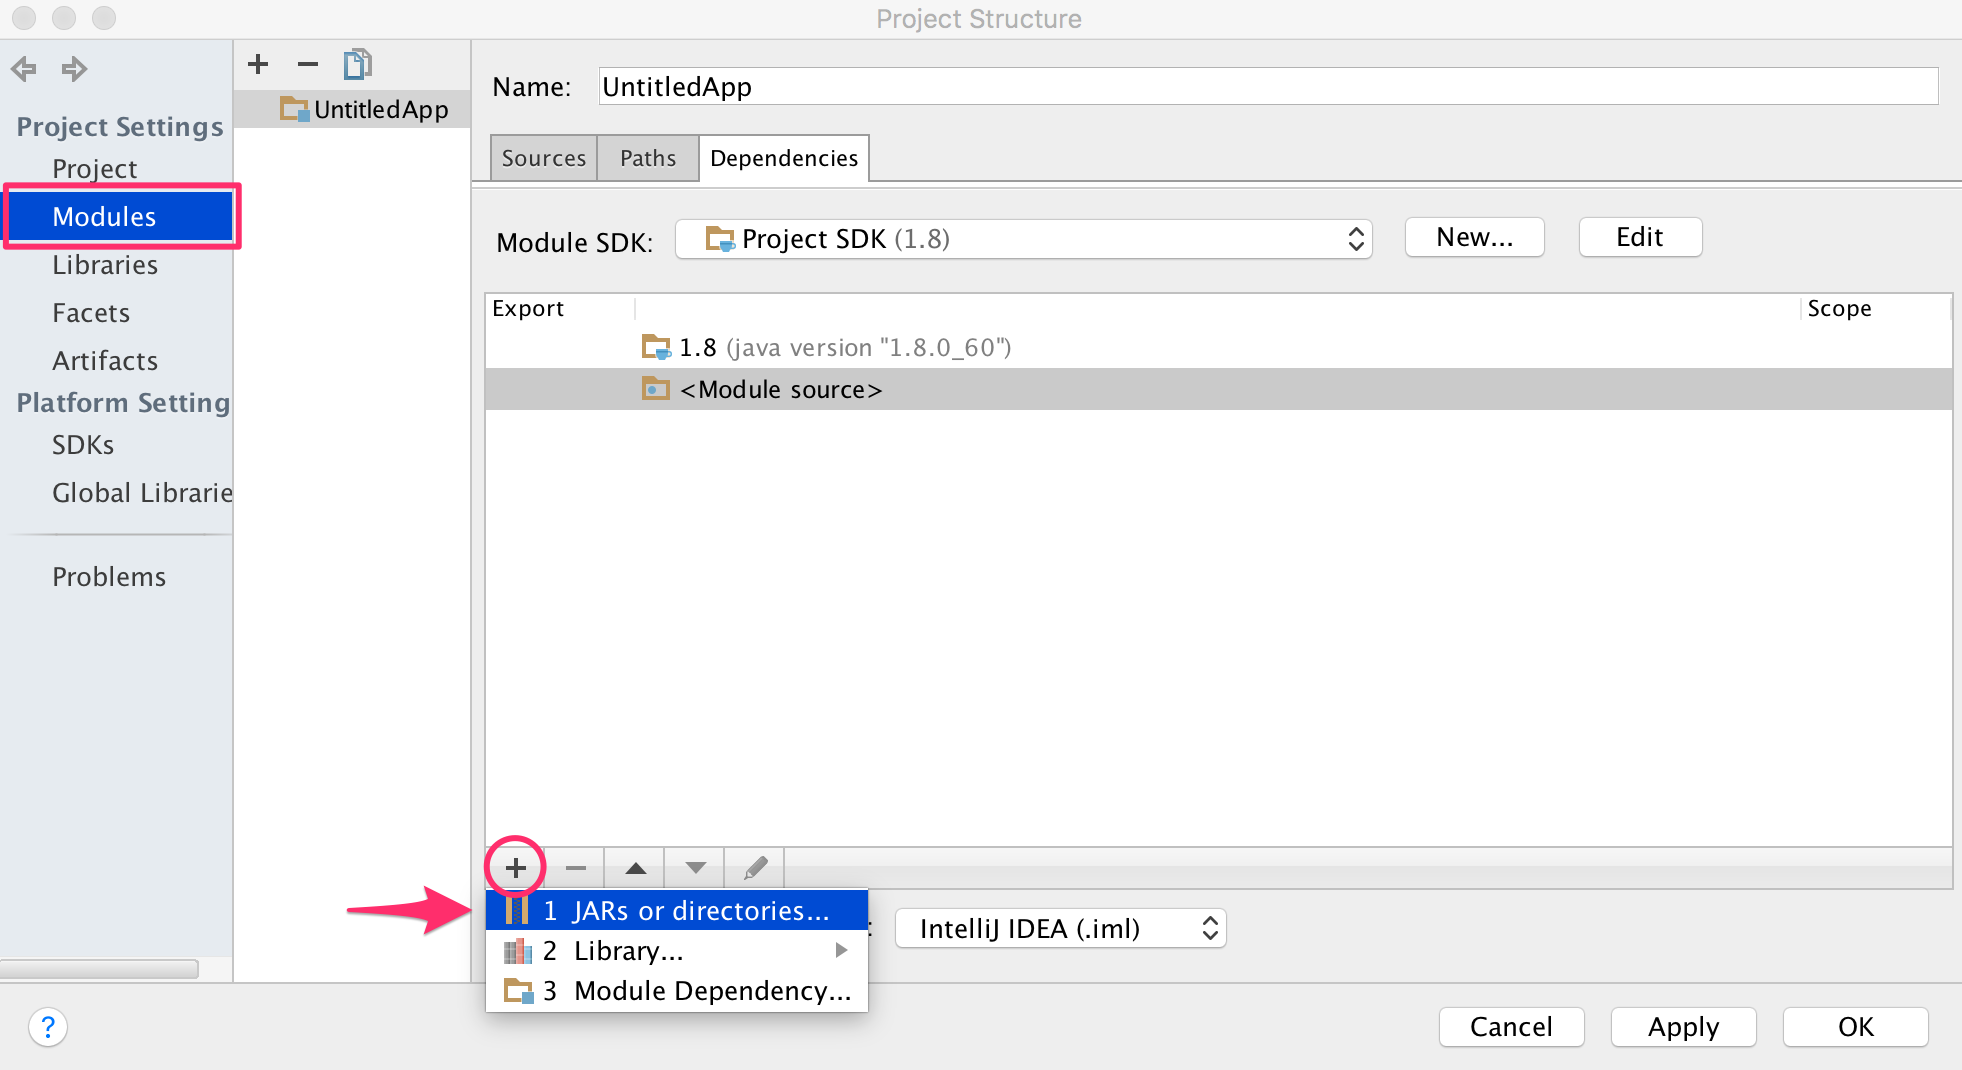 Project Structure
Project Settings
Project
Modules
Libraries
Facets
Artifacts
Platform Setting
SDKs
Global Librarie
Problems
UntitledApp
Name: UntitledApp
Sources Paths Dependencies
Module SDK: Project SDK (1.8) New... Edit
Export Scope
1.8 (java version "1.8.0_60")
<Module source>
1 JARs or directories...
2 Library...
3 Module Dependency...
: IntelliJ IDEA (.iml)
? Cancel Apply OK